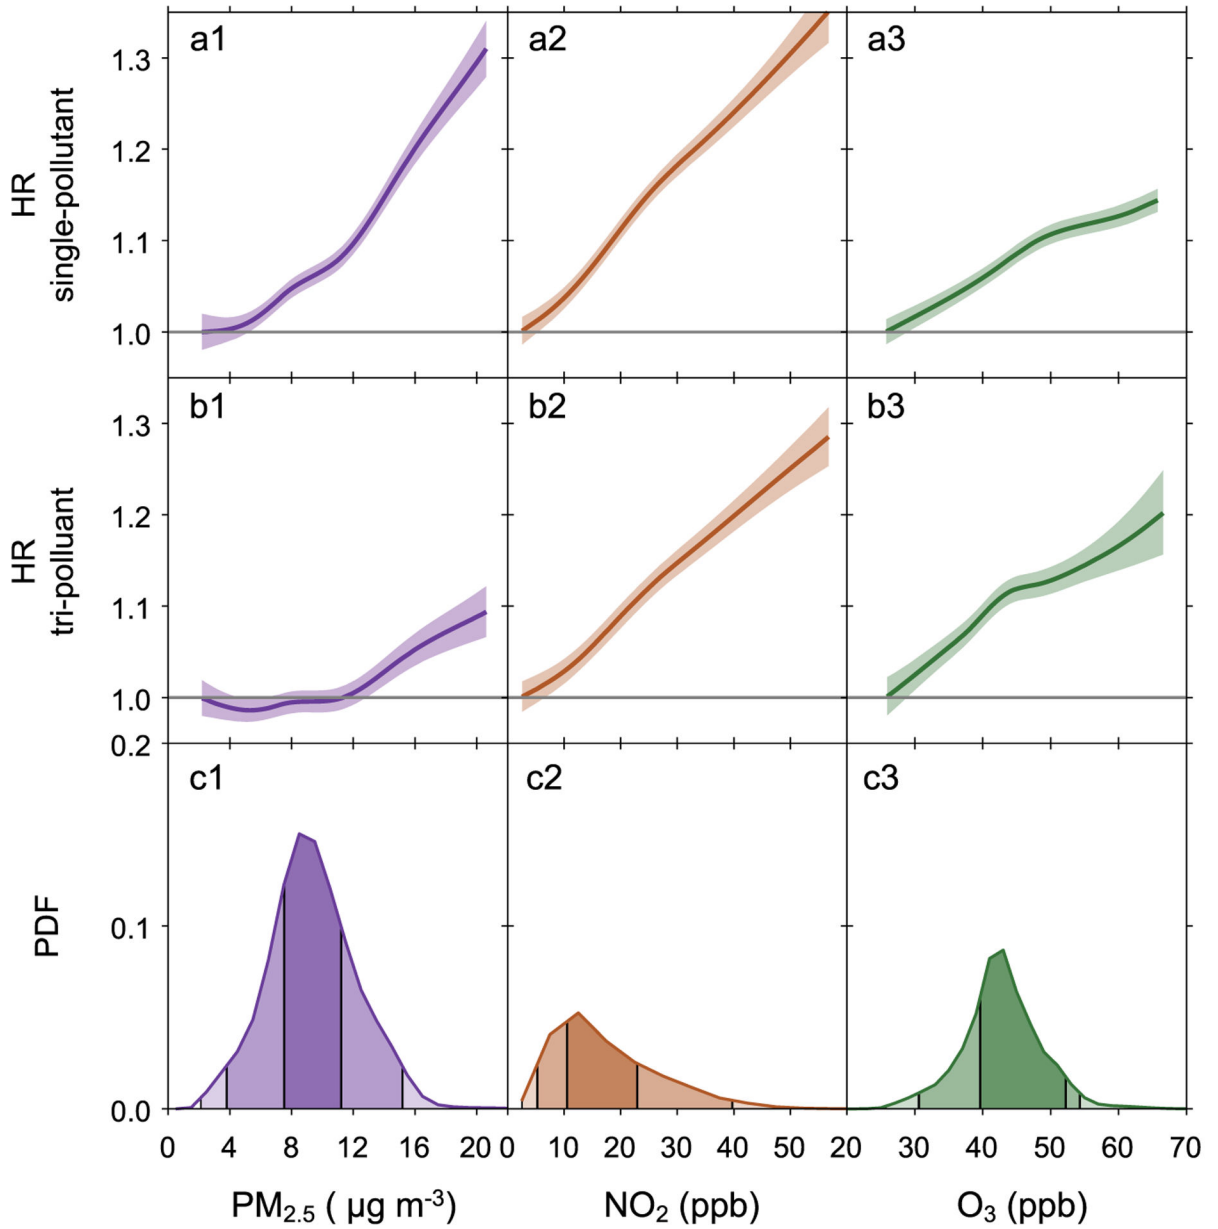 a1 a2 a3
1.3
1.2
1.1
1.0
HR
single-pollutant
b1 b2 b3
1.3
1.2
1.1
1.0
HR
tri-polluant
0.2
c1 c2 c3
0.1
0.0
PDF
0 4 8 12 16 20 0 10 20 30 40 50 20 30 40 50 60 70
PM2.5 ( µg m-3) NO2 (ppb) O3 (ppb)